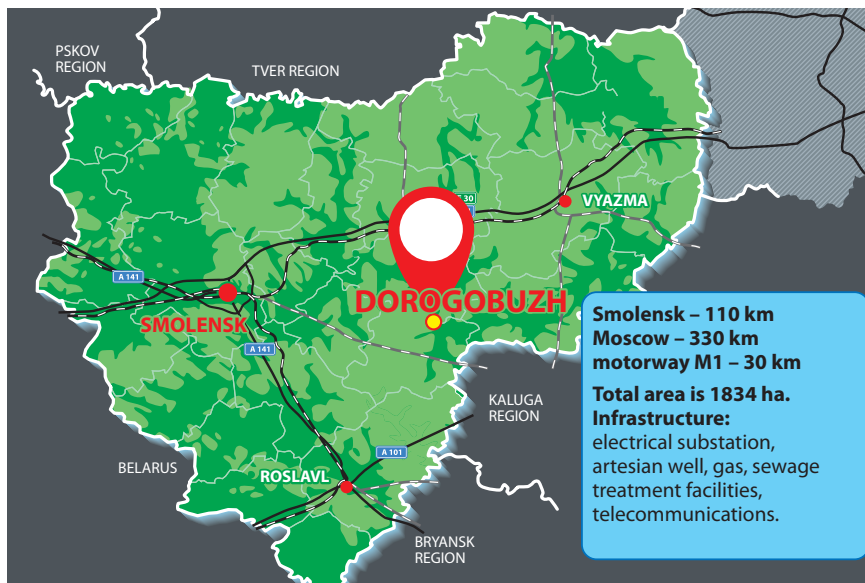 PSKOV
REGION
TVER REGION
30
VYAZMA
A 141
DOROGOBUZH
SMOLENSK
A 141
Smolensk – 110 km
Moscow – 330 km
motorway M1 – 30 km
Total area is 1834 ha.
Infrastructure:
electrical substation,
artesian well, gas, sewage
treatment facilities,
telecommunications.
KALUGA
REGION
A 101
BELARUS
ROSLAVL
BRYANSK
REGION